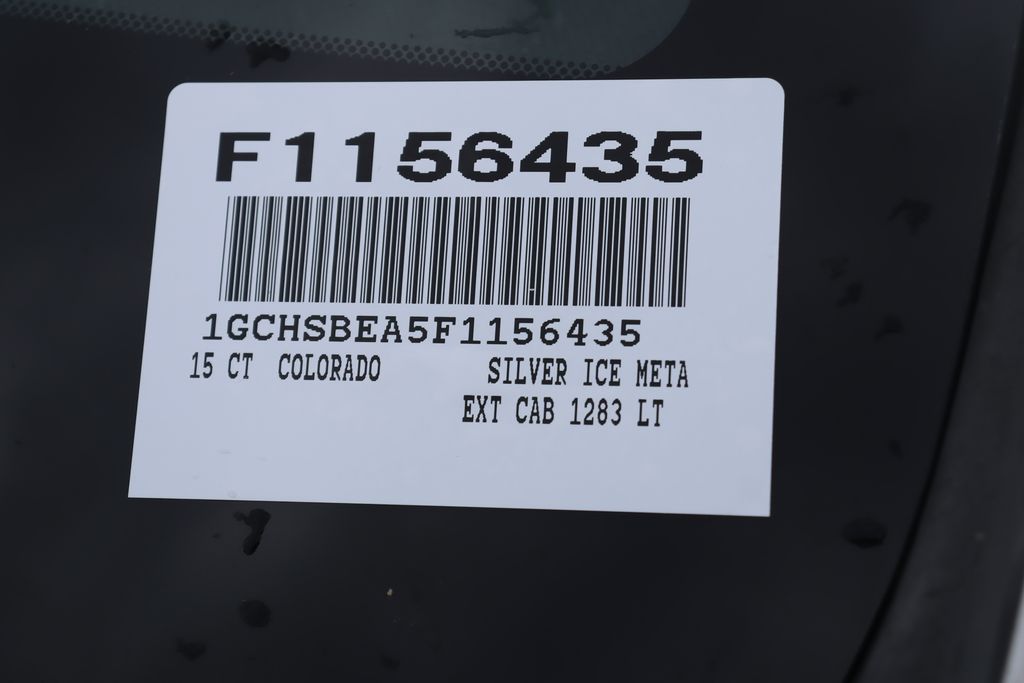 F1156435
1GCHSBEA5F1156435
15 CT COLORADO SILVER ICE META
EXT CAB 1283 LT